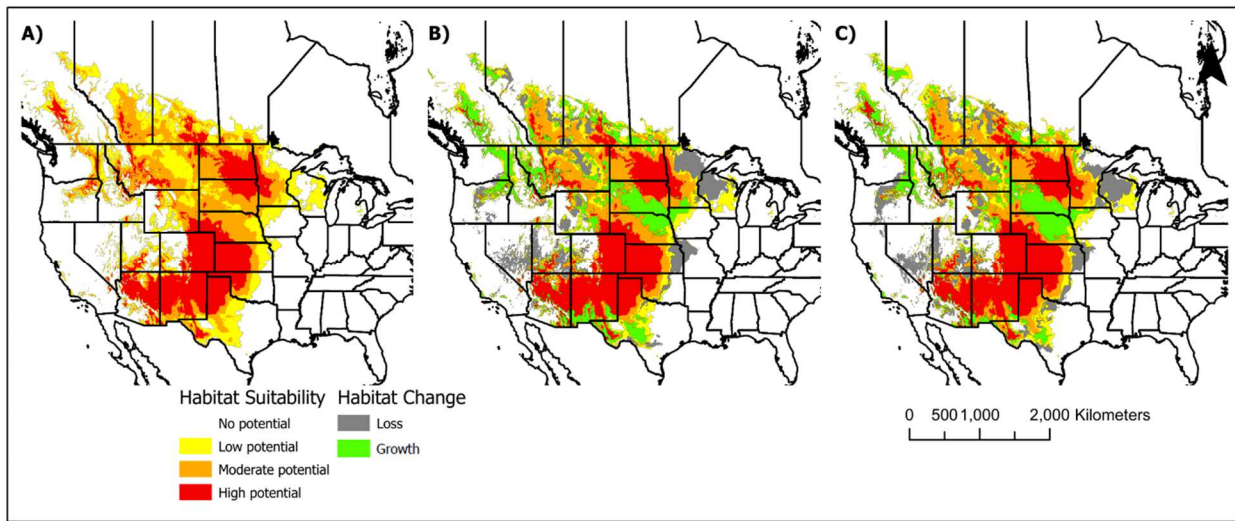 A)
B)
C)
Habitat Suitability
No potential
Low potential
Moderate potential
High potential
Habitat Change
Loss
Growth
0 500 1,000 2,000 Kilometers